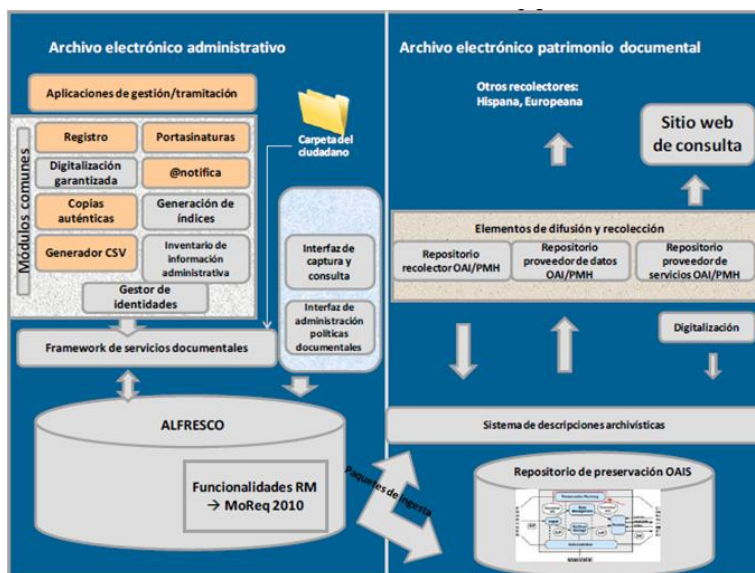 Archivo electrónico administrativo
Aplicaciones de gestión/tramitación
Módulos comunes
Registro
Portasinaturas
Digitalización
garantizada
@notifica
Copias
auténticas
Generación de
índices
Generador CSV
Inventario de
información
administrativa
Gestor de
identidades
Carpeta del
ciudadano
Interfaz de
captura y
consulta
Interfaz de
administración
políticas
documentales
Framework de servicios documentales
ALFRESCO
Funcionalidades RM
→ MoReq 2010
Paquetes de ingesta
Archivo electrónico patrimonio documental
Otros recolectores:
Hispana, Europeana
Sitio web
de consulta
Elementos de difusión y recolección
Repositorio
recolector OAI/PMH
Repositorio
proveedor de datos
OAI/PMH
Repositorio
proveedor de
servicios OAI/PMH
Digitalización
Sistema de descripciones archivísticas
Repositorio de preservación OAIS